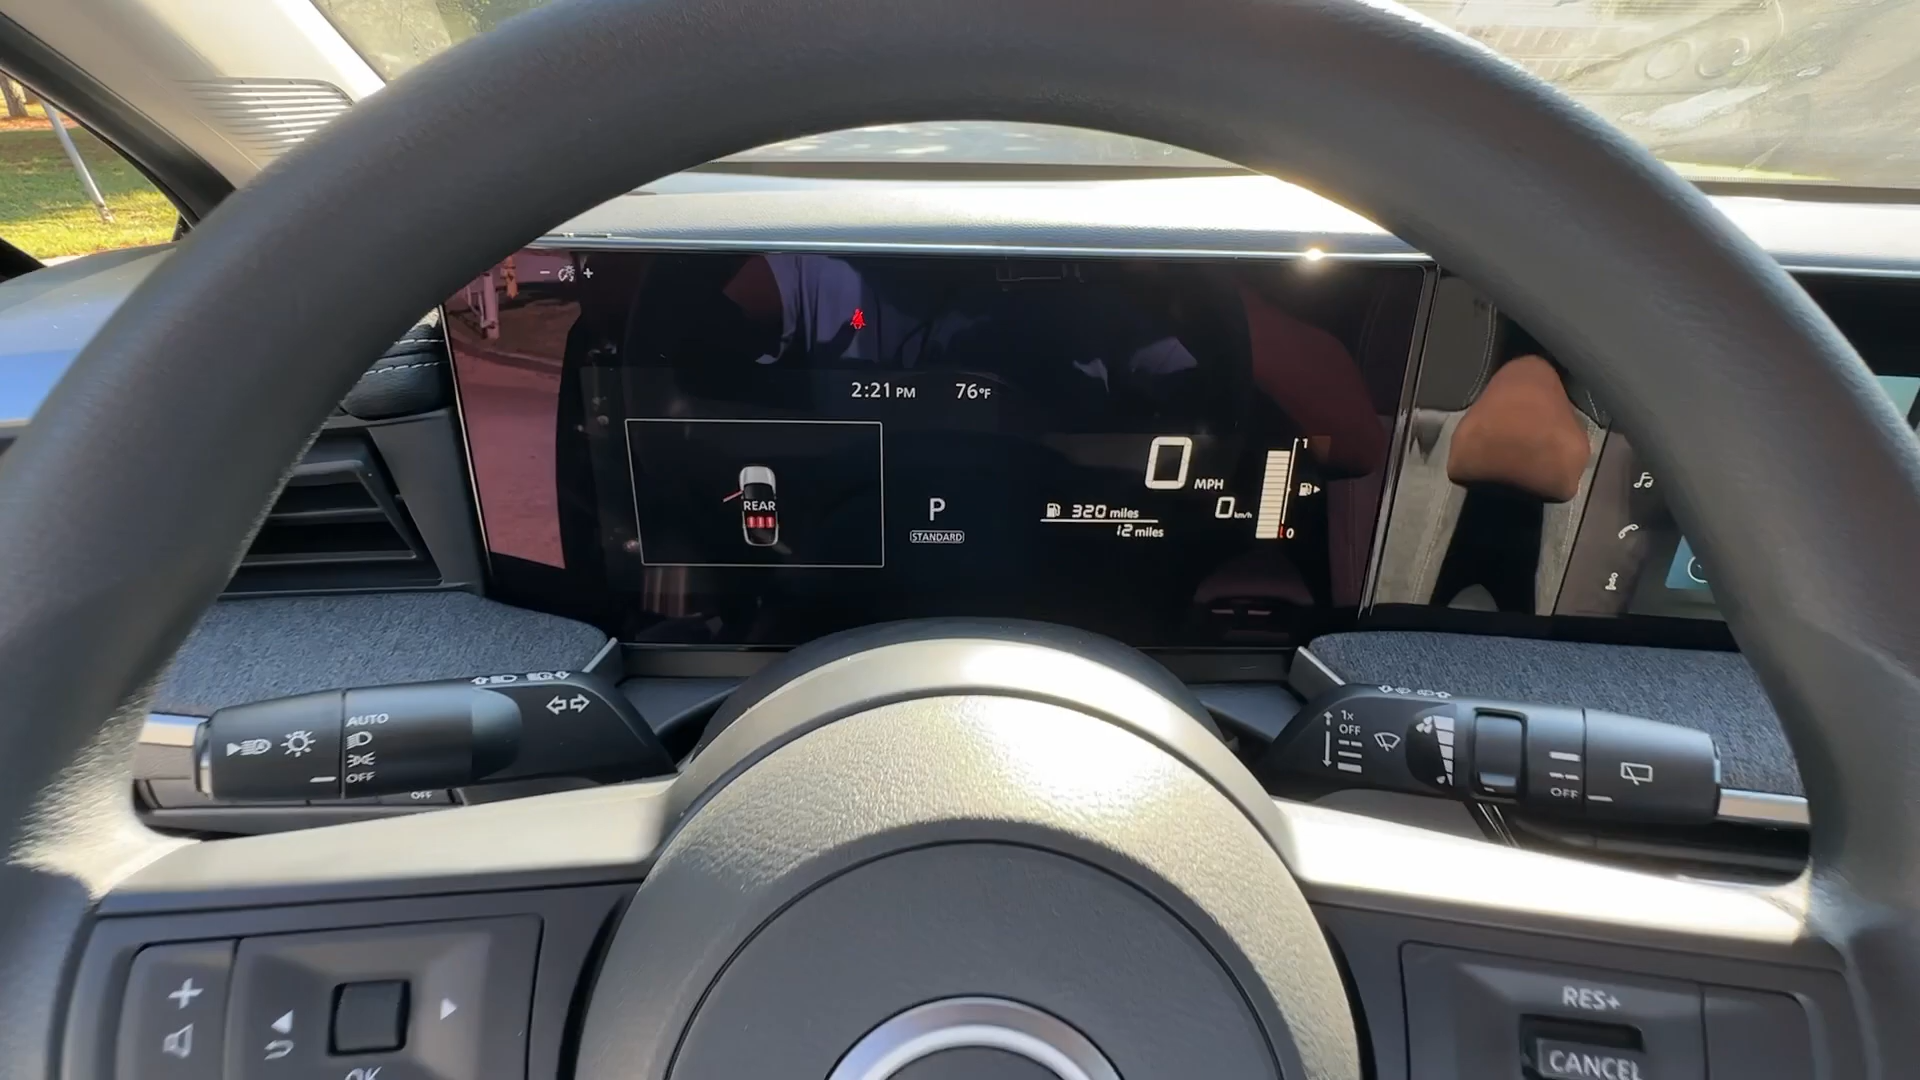 - +
2:21 PM 76°F
REAR
P
STANDARD
0 MPH
0 km/h
320 miles
12 miles
1
0
AUTO
OFF
OFF
1x
OFF
OFF
+
OK
RES+
CANCEL